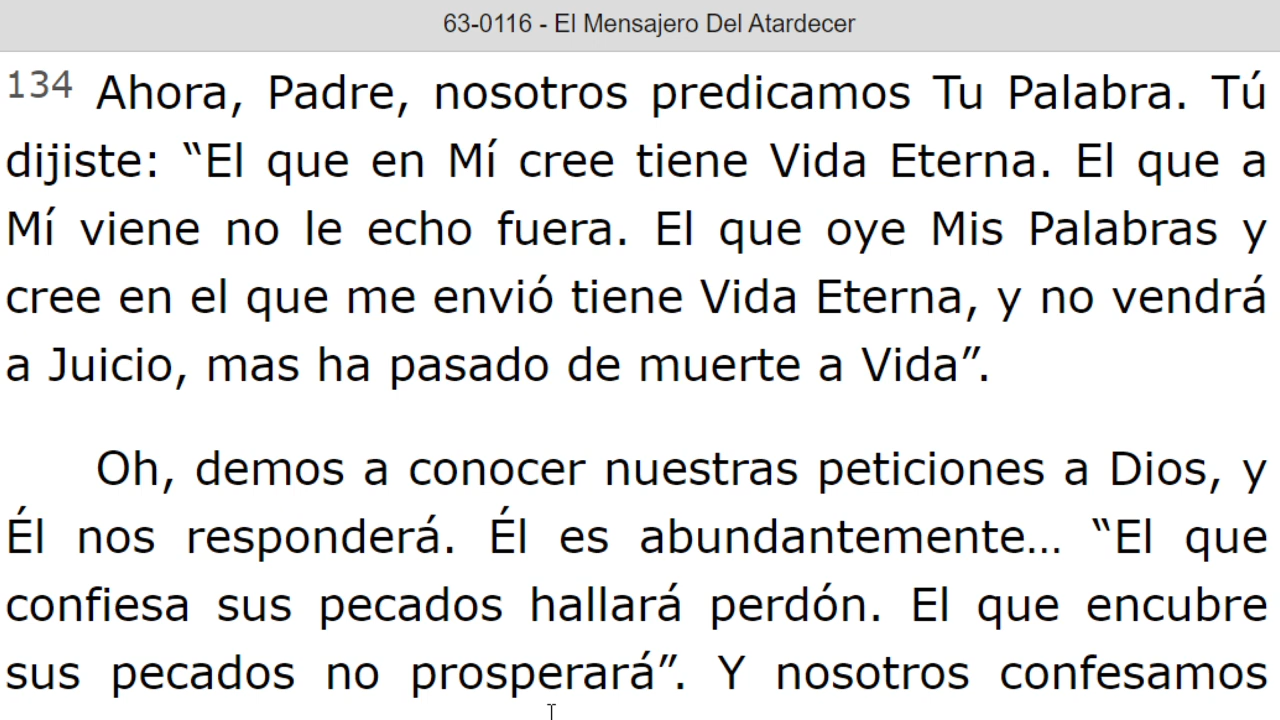 63-0116 - El Mensajero Del Atardecer
134 Ahora, Padre, nosotros predicamos Tu Palabra. Tú
dijiste: “El que en Mí cree tiene Vida Eterna. El que a
Mí viene no le echo fuera. El que oye Mis Palabras y
cree en el que me envió tiene Vida Eterna, y no vendrá
a Juicio, mas ha pasado de muerte a Vida”.
Oh, demos a conocer nuestras peticiones a Dios, y
Él nos responderá. Él es abundantemente… “El que
confiesa sus pecados hallará perdón. El que encubre
sus pecados no prosperará”. Y nosotros confesamos